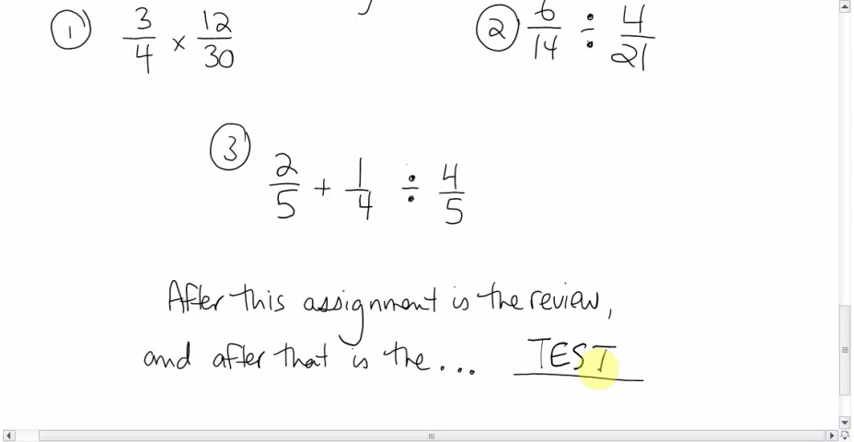 ① 3/4 × 12/30
② 6/14 ÷ 4/21
③ 2/5 + 1/4 ÷ 4/5
After this assignment is the review,
and after that is the... TEST